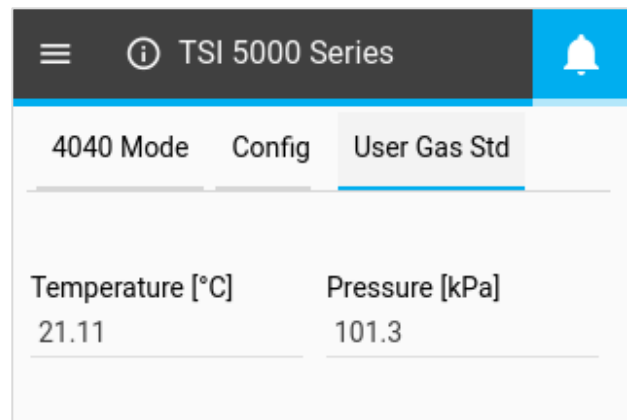 TSI 5000 Series
4040 Mode Config User Gas Std
Temperature [°C] Pressure [kPa]
21.11 101.3